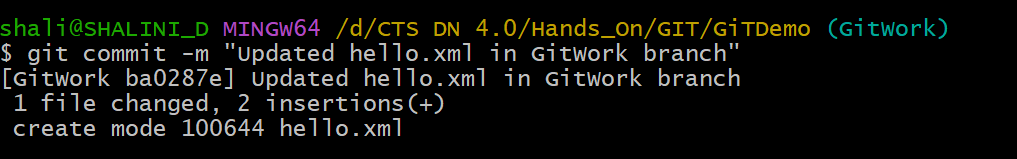 shali@SHALINI_D MINGW64 /d/CTS DN 4.0/Hands_On/GIT/GiTDemo (GitWork)
$ git commit -m "Updated hello.xml in GitWork branch"
[GitWork ba0287e] Updated hello.xml in GitWork branch
 1 file changed, 2 insertions(+)
 create mode 100644 hello.xml